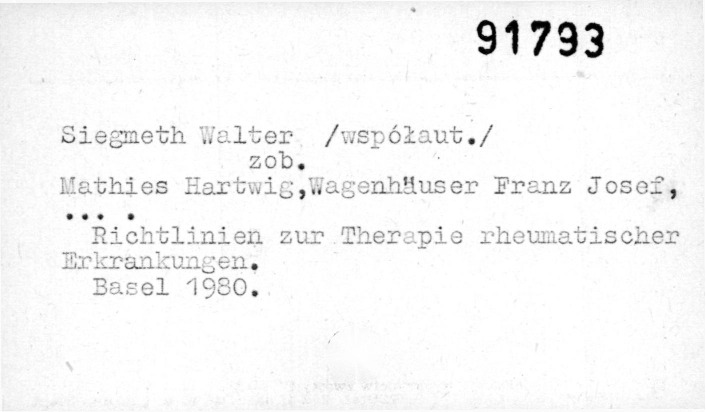 91793
Siegmeth Walter /współaut./
zob.
Mathies Hartwig,Wagenhäuser Franz Josef,
... .
Richtlinien zur Therapie rheumatischer
Erkrankungen.
Basel 1980.